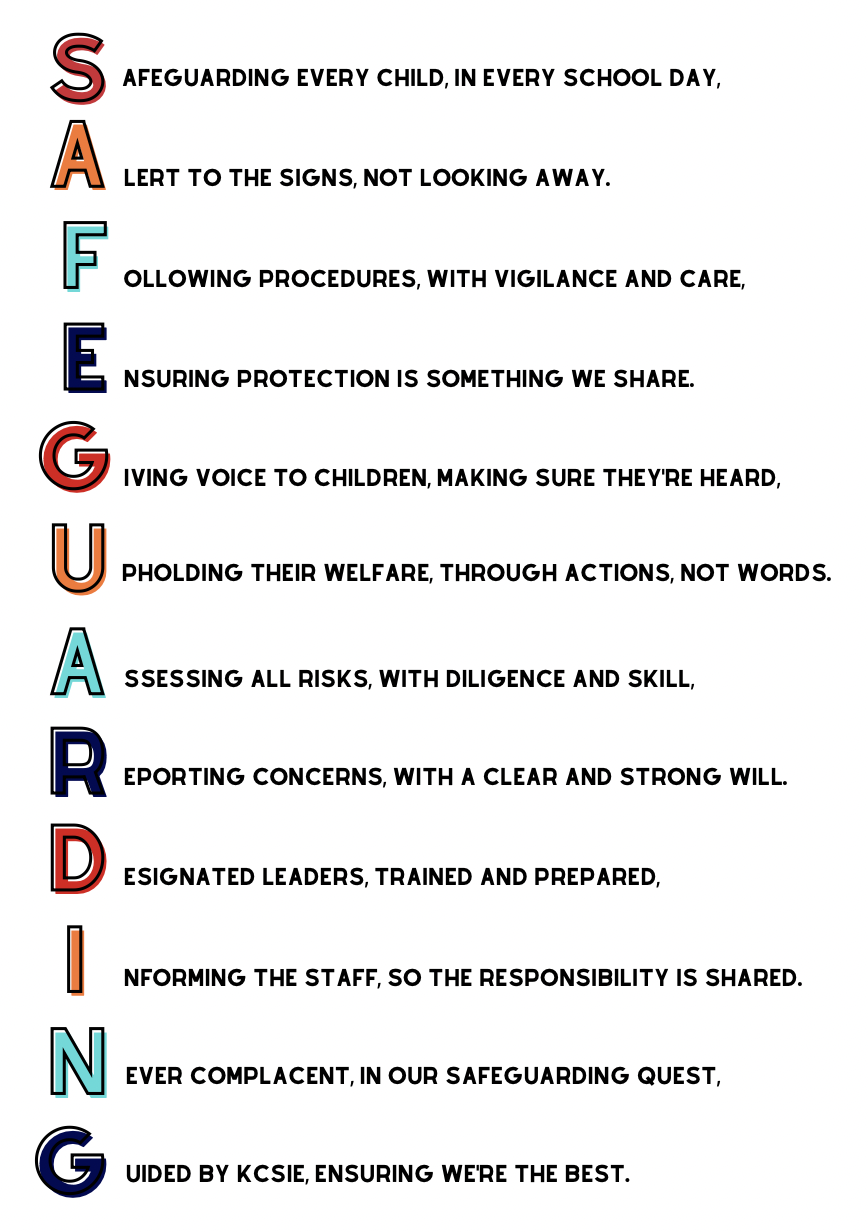 SAFEGUARDING EVERY CHILD, IN EVERY SCHOOL DAY,
ALERT TO THE SIGNS, NOT LOOKING AWAY.
FOLLOWING PROCEDURES, WITH VIGILANCE AND CARE,
ENSURING PROTECTION IS SOMETHING WE SHARE.
GIVING VOICE TO CHILDREN, MAKING SURE THEY'RE HEARD,
UPHOLDING THEIR WELFARE, THROUGH ACTIONS, NOT WORDS.
ASSESSING ALL RISKS, WITH DILIGENCE AND SKILL,
REPORTING CONCERNS, WITH A CLEAR AND STRONG WILL.
DESIGNATED LEADERS, TRAINED AND PREPARED,
INFORMING THE STAFF, SO THE RESPONSIBILITY IS SHARED.
NEVER COMPLACENT, IN OUR SAFEGUARDING QUEST,
GUIDED BY KCSIE, ENSURING WE'RE THE BEST.